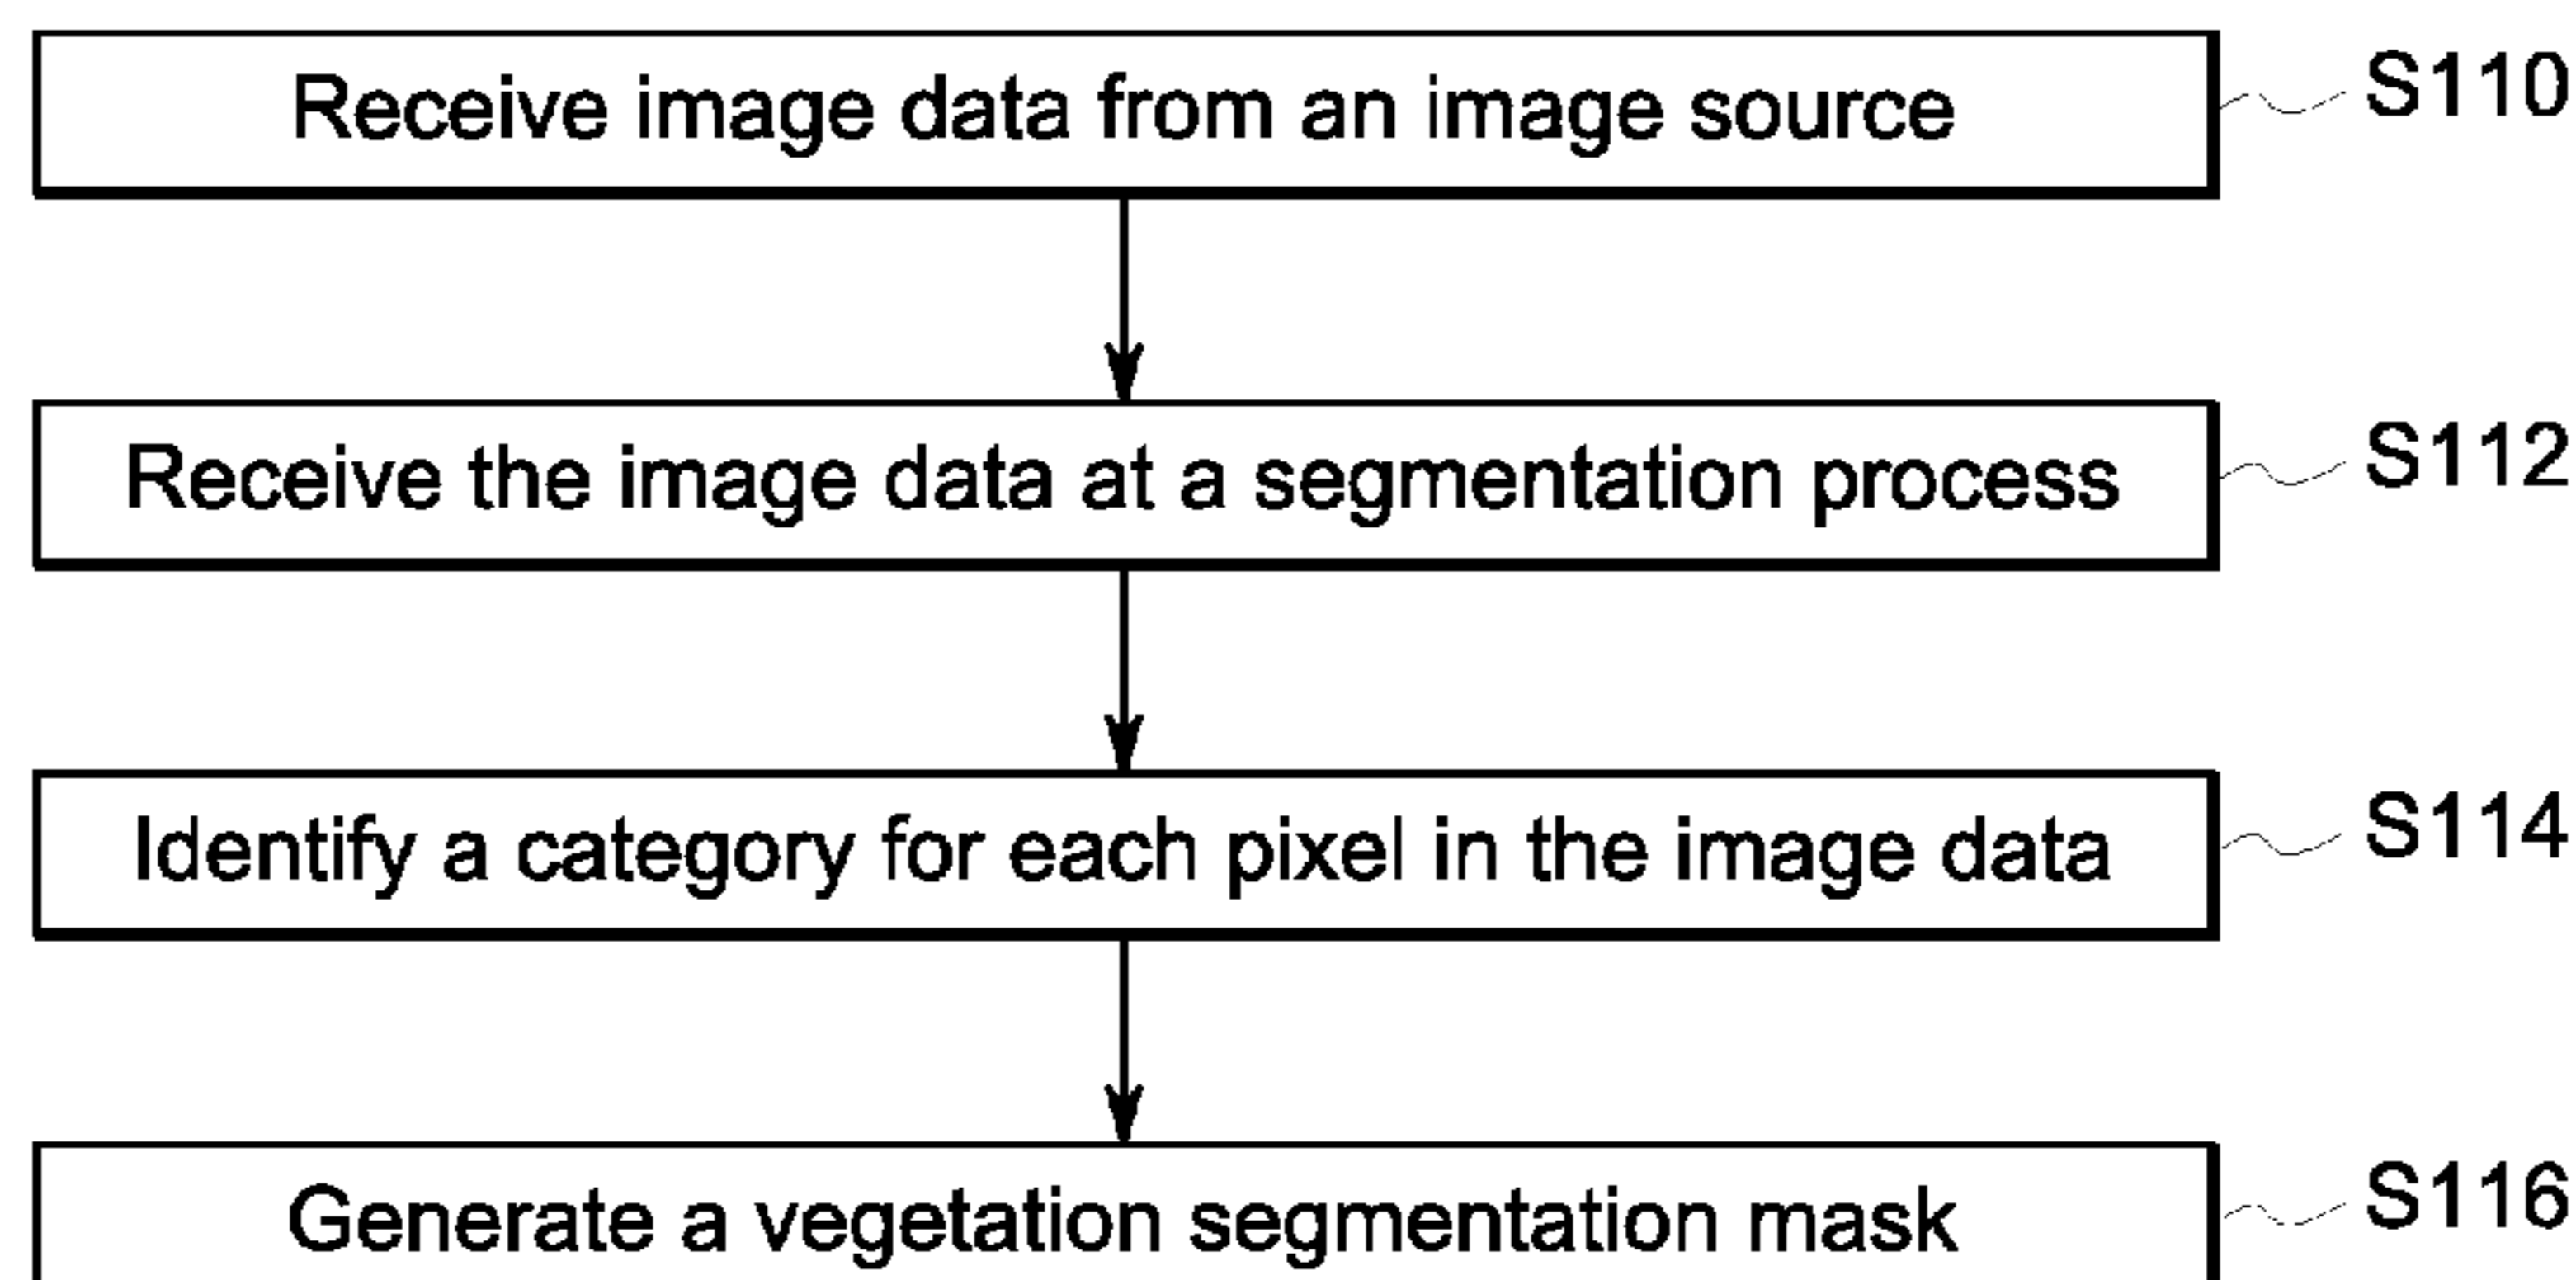 Receive image data from an image source
S110
Receive the image data at a segmentation process
S112
Identify a category for each pixel in the image data
S114
Generate a vegetation segmentation mask
S116